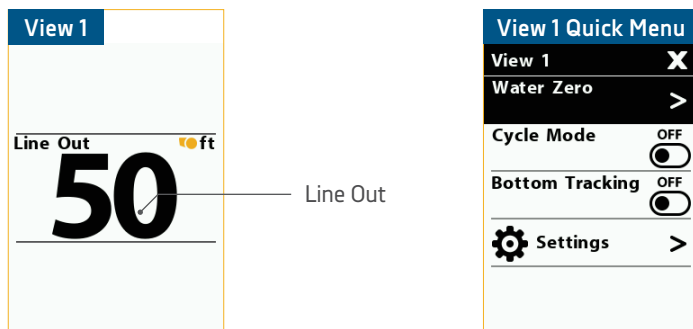 View 1
Line Out ft
50
Line Out
View 1 Quick Menu
View 1 X
Water Zero >
Cycle Mode OFF
Bottom Tracking OFF
Settings >